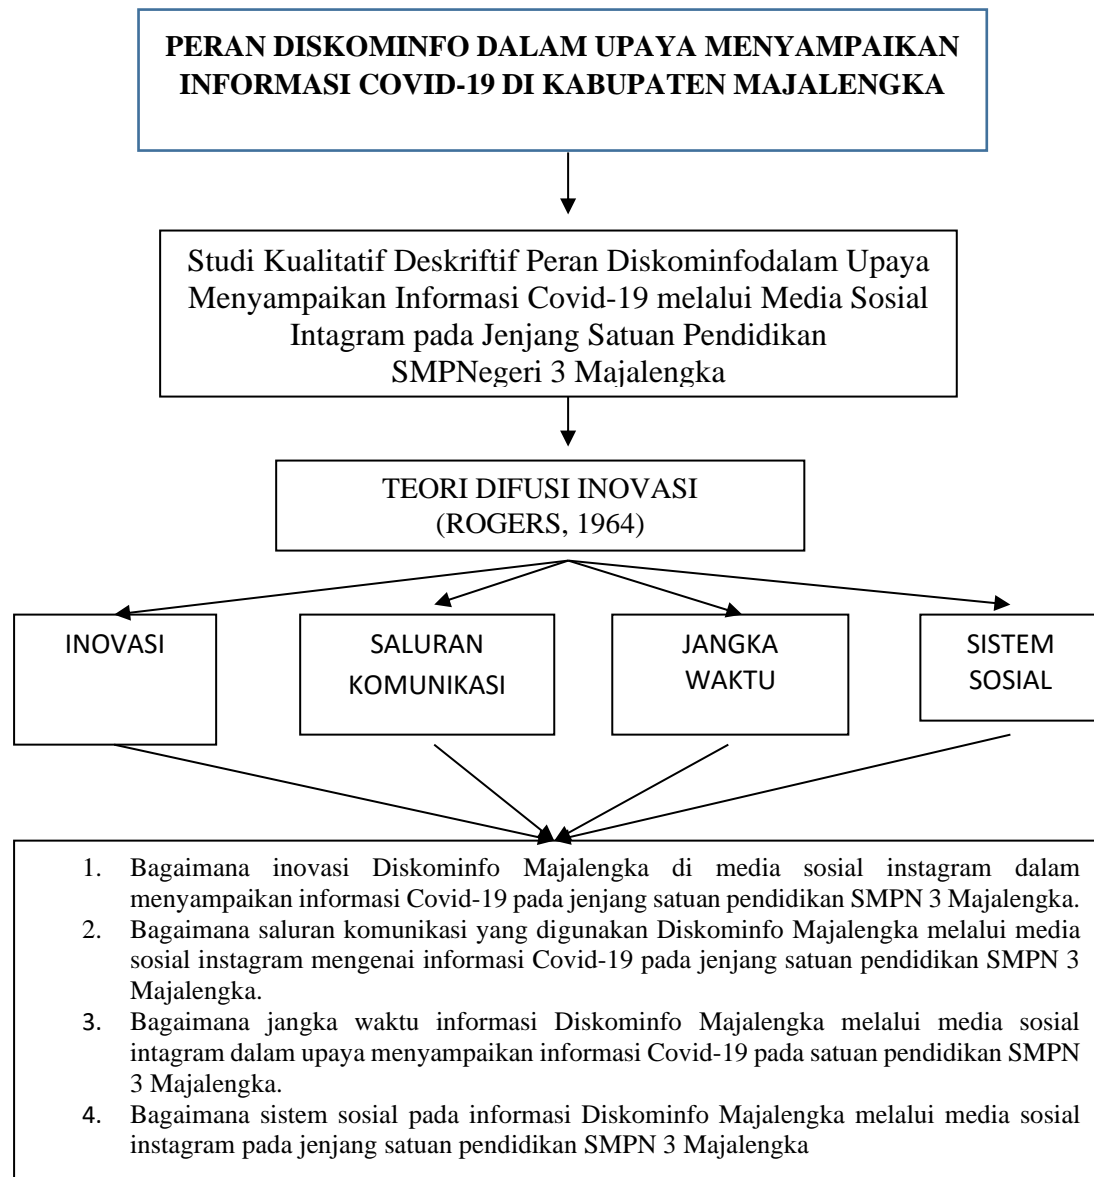 PERAN DISKOMINFO DALAM UPAYA MENYAMPAIKAN
INFORMASI COVID-19 DI KABUPATEN MAJALENGKA
Studi Kualitatif Deskriftif Peran Diskominfodalam Upaya
Menyampaikan Informasi Covid-19 melalui Media Sosial
Intagram pada Jenjang Satuan Pendidikan
SMPNegeri 3 Majalengka
TEORI DIFUSI INOVASI
(ROGERS, 1964)
INOVASI
SALURAN
KOMUNIKASI
JANGKA
WAKTU
SISTEM
SOSIAL
1. Bagaimana inovasi Diskominfo Majalengka di media sosial instagram dalam
menyampaikan informasi Covid-19 pada jenjang satuan pendidikan SMPN 3 Majalengka.
2. Bagaimana saluran komunikasi yang digunakan Diskominfo Majalengka melalui media
sosial instagram mengenai informasi Covid-19 pada jenjang satuan pendidikan SMPN 3
Majalengka.
3. Bagaimana jangka waktu informasi Diskominfo Majalengka melalui media sosial
intagram dalam upaya menyampaikan informasi Covid-19 pada satuan pendidikan SMPN
3 Majalengka.
4. Bagaimana sistem sosial pada informasi Diskominfo Majalengka melalui media sosial
instagram pada jenjang satuan pendidikan SMPN 3 Majalengka